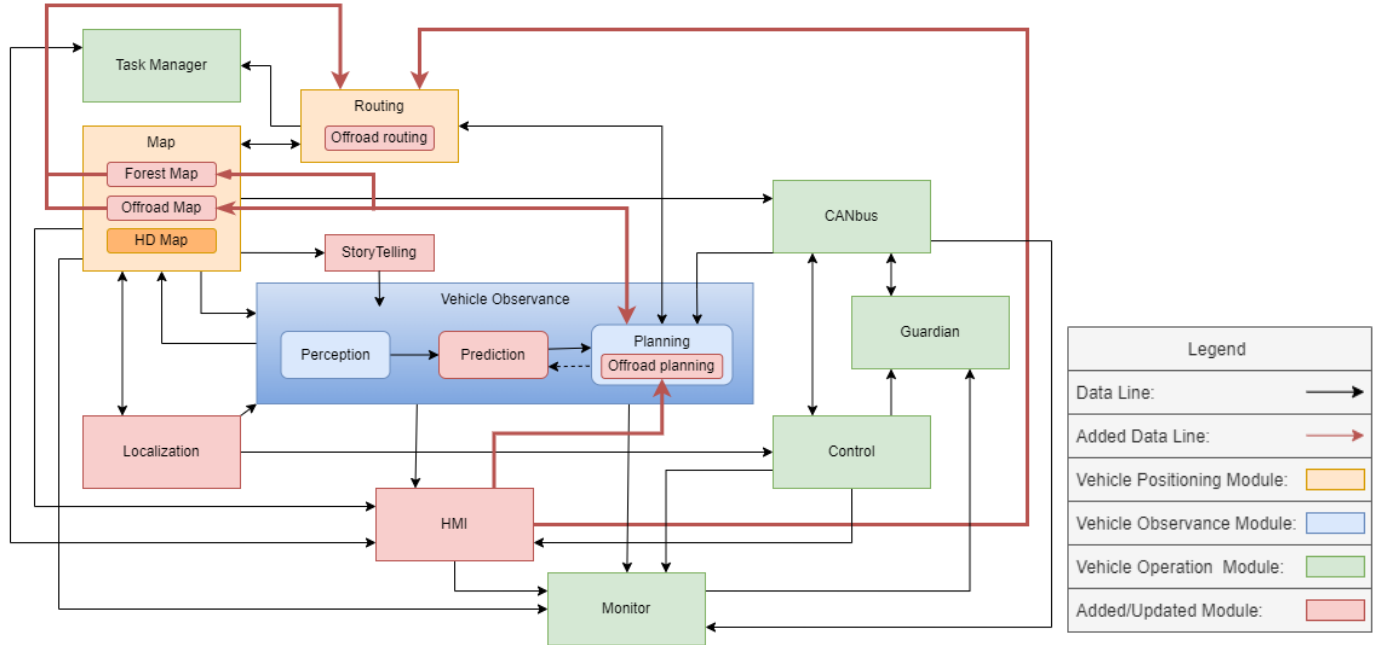 Task Manager
Routing
Offroad routing
Map
Forest Map
Offroad Map
HD Map
StoryTelling
CANbus
Vehicle Observance
Perception
Prediction
Planning
Offroad planning
Guardian
Localization
Control
HMI
Monitor
Legend
Data Line:
Added Data Line:
Vehicle Positioning Module:
Vehicle Observance Module:
Vehicle Operation Module:
Added/Updated Module: